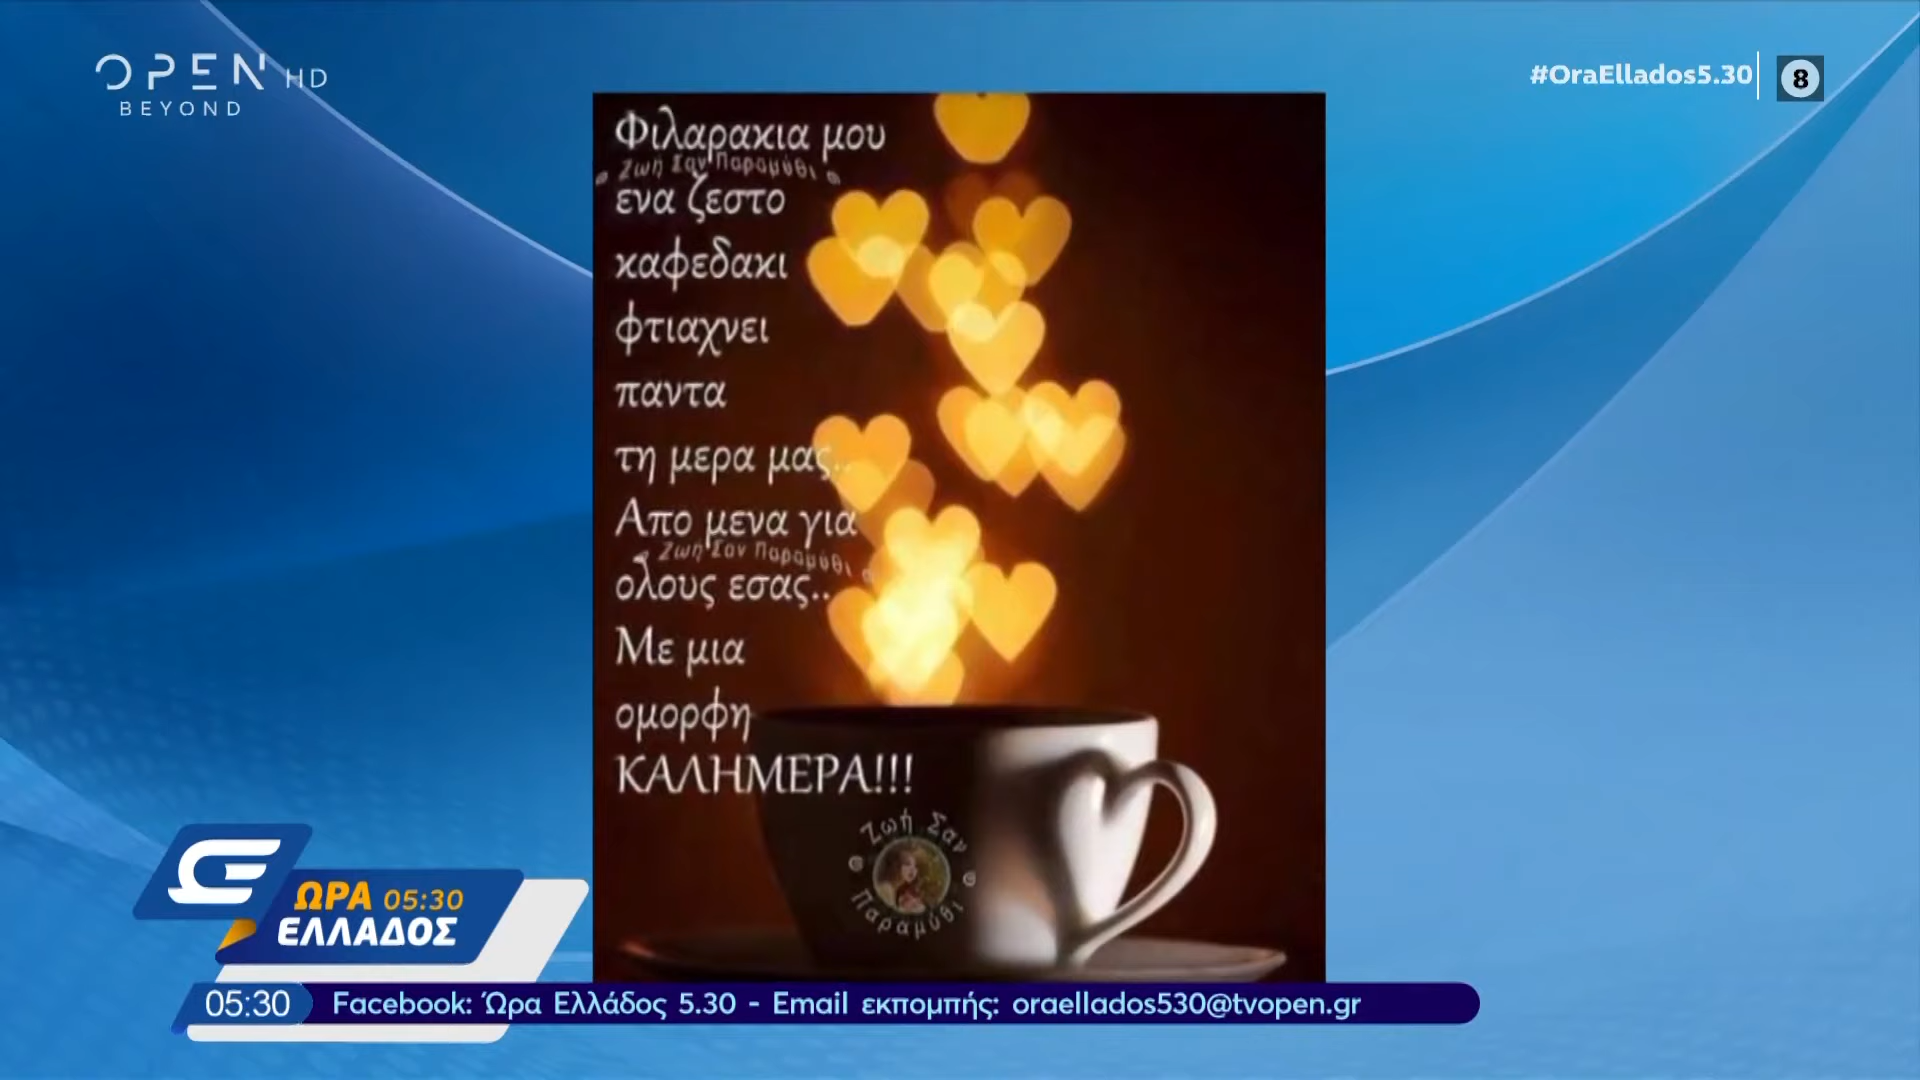 OPEN HD
BEYOND
#OraEllados5.30
8
Φιλαρακια μου
Ζωή Σαν Παραμύθι
ενα ζεστο
καφεδακι
φτιαχνει
παντα
τη μερα μας..
Απο μενα για
Ζωή Σαν Παραμύθι
ολους εσας..
Με μια
ομορφη
ΚΑΛΗΜΕΡΑ!!!
Ζωή Σαν
Παραμύθι
ΩΡΑ 05:30
ΕΛΛΑΔΟΣ
05:30 Facebook: Ώρα Ελλάδος 5.30 - Email εκπομπής: oraellados530@tvopen.gr